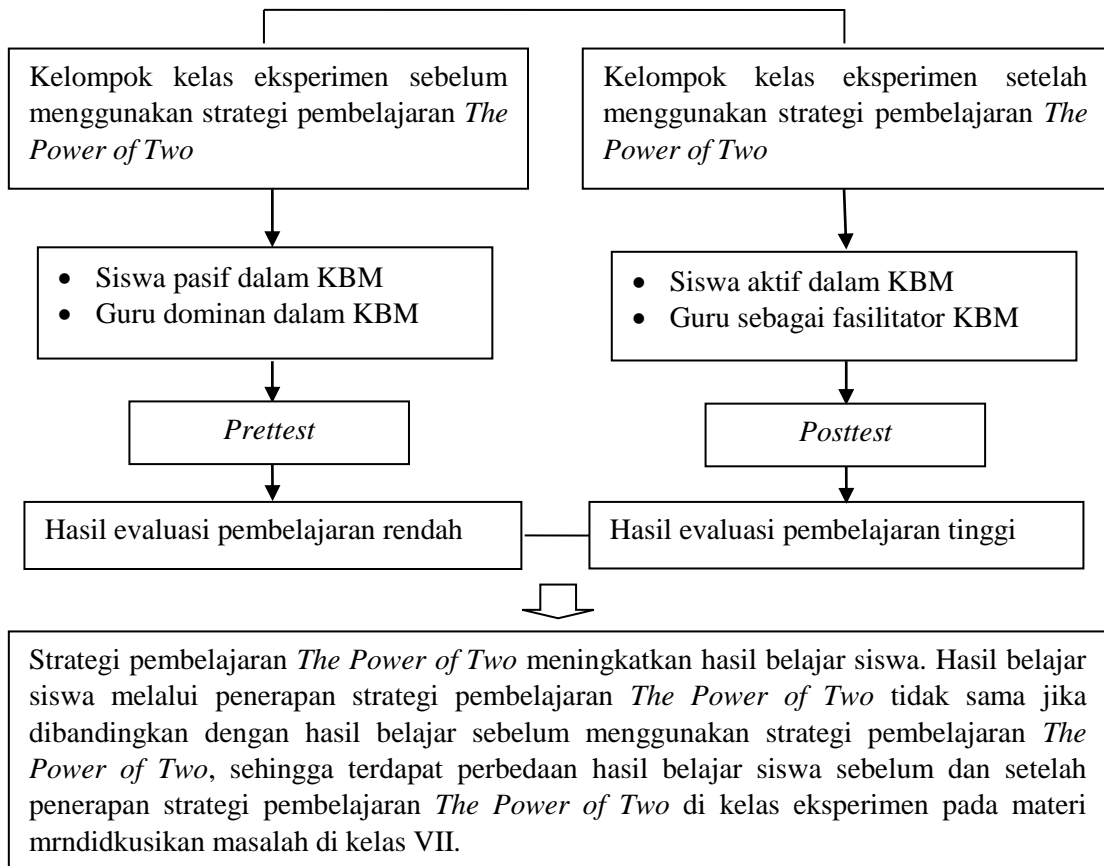 Kelompok kelas eksperimen sebelum
menggunakan strategi pembelajaran The
Power of Two
Kelompok kelas eksperimen setelah
menggunakan strategi pembelajaran The
Power of Two
• Siswa pasif dalam KBM
• Guru dominan dalam KBM
• Siswa aktif dalam KBM
• Guru sebagai fasilitator KBM
Prettest
Posttest
Hasil evaluasi pembelajaran rendah
Hasil evaluasi pembelajaran tinggi
Strategi pembelajaran The Power of Two meningkatkan hasil belajar siswa. Hasil belajar
siswa melalui penerapan strategi pembelajaran The Power of Two tidak sama jika
dibandingkan dengan hasil belajar sebelum menggunakan strategi pembelajaran The
Power of Two, sehingga terdapat perbedaan hasil belajar siswa sebelum dan setelah
penerapan strategi pembelajaran The Power of Two di kelas eksperimen pada materi
mrndidkusikan masalah di kelas VII.